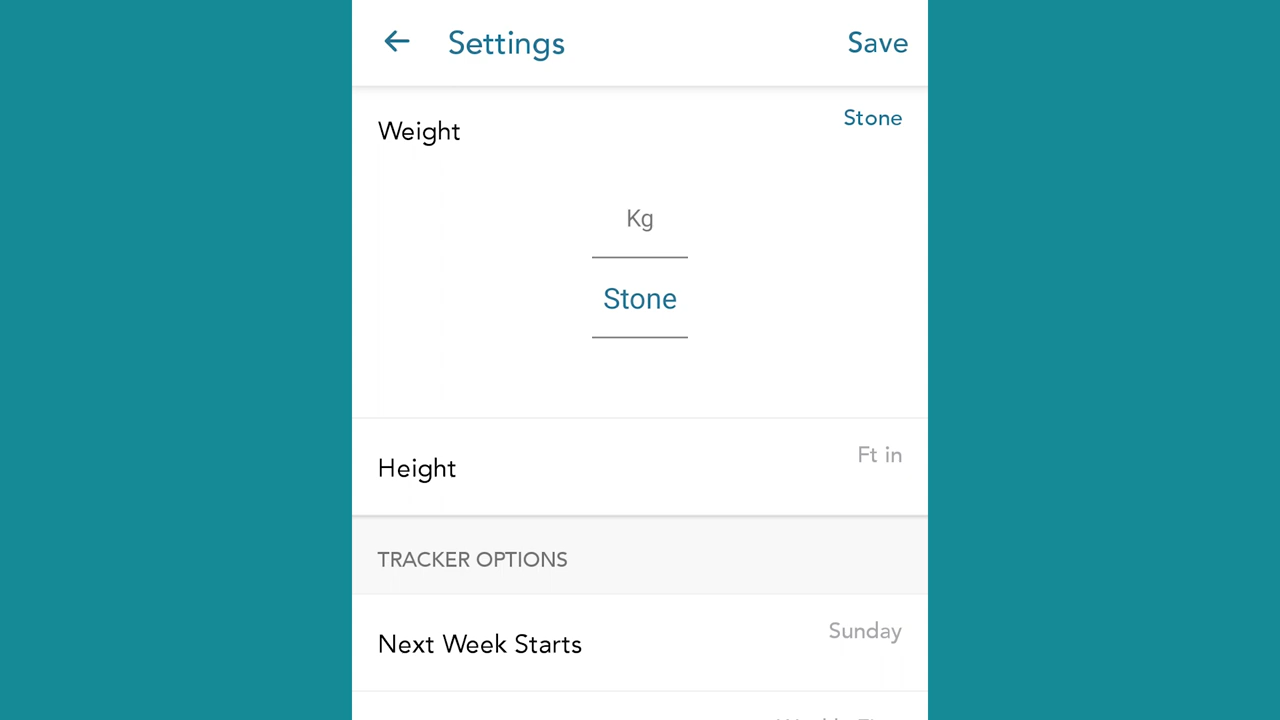 Settings
Save
Weight
Stone
Kg
Stone
Height
Ft in
TRACKER OPTIONS
Next Week Starts
Sunday